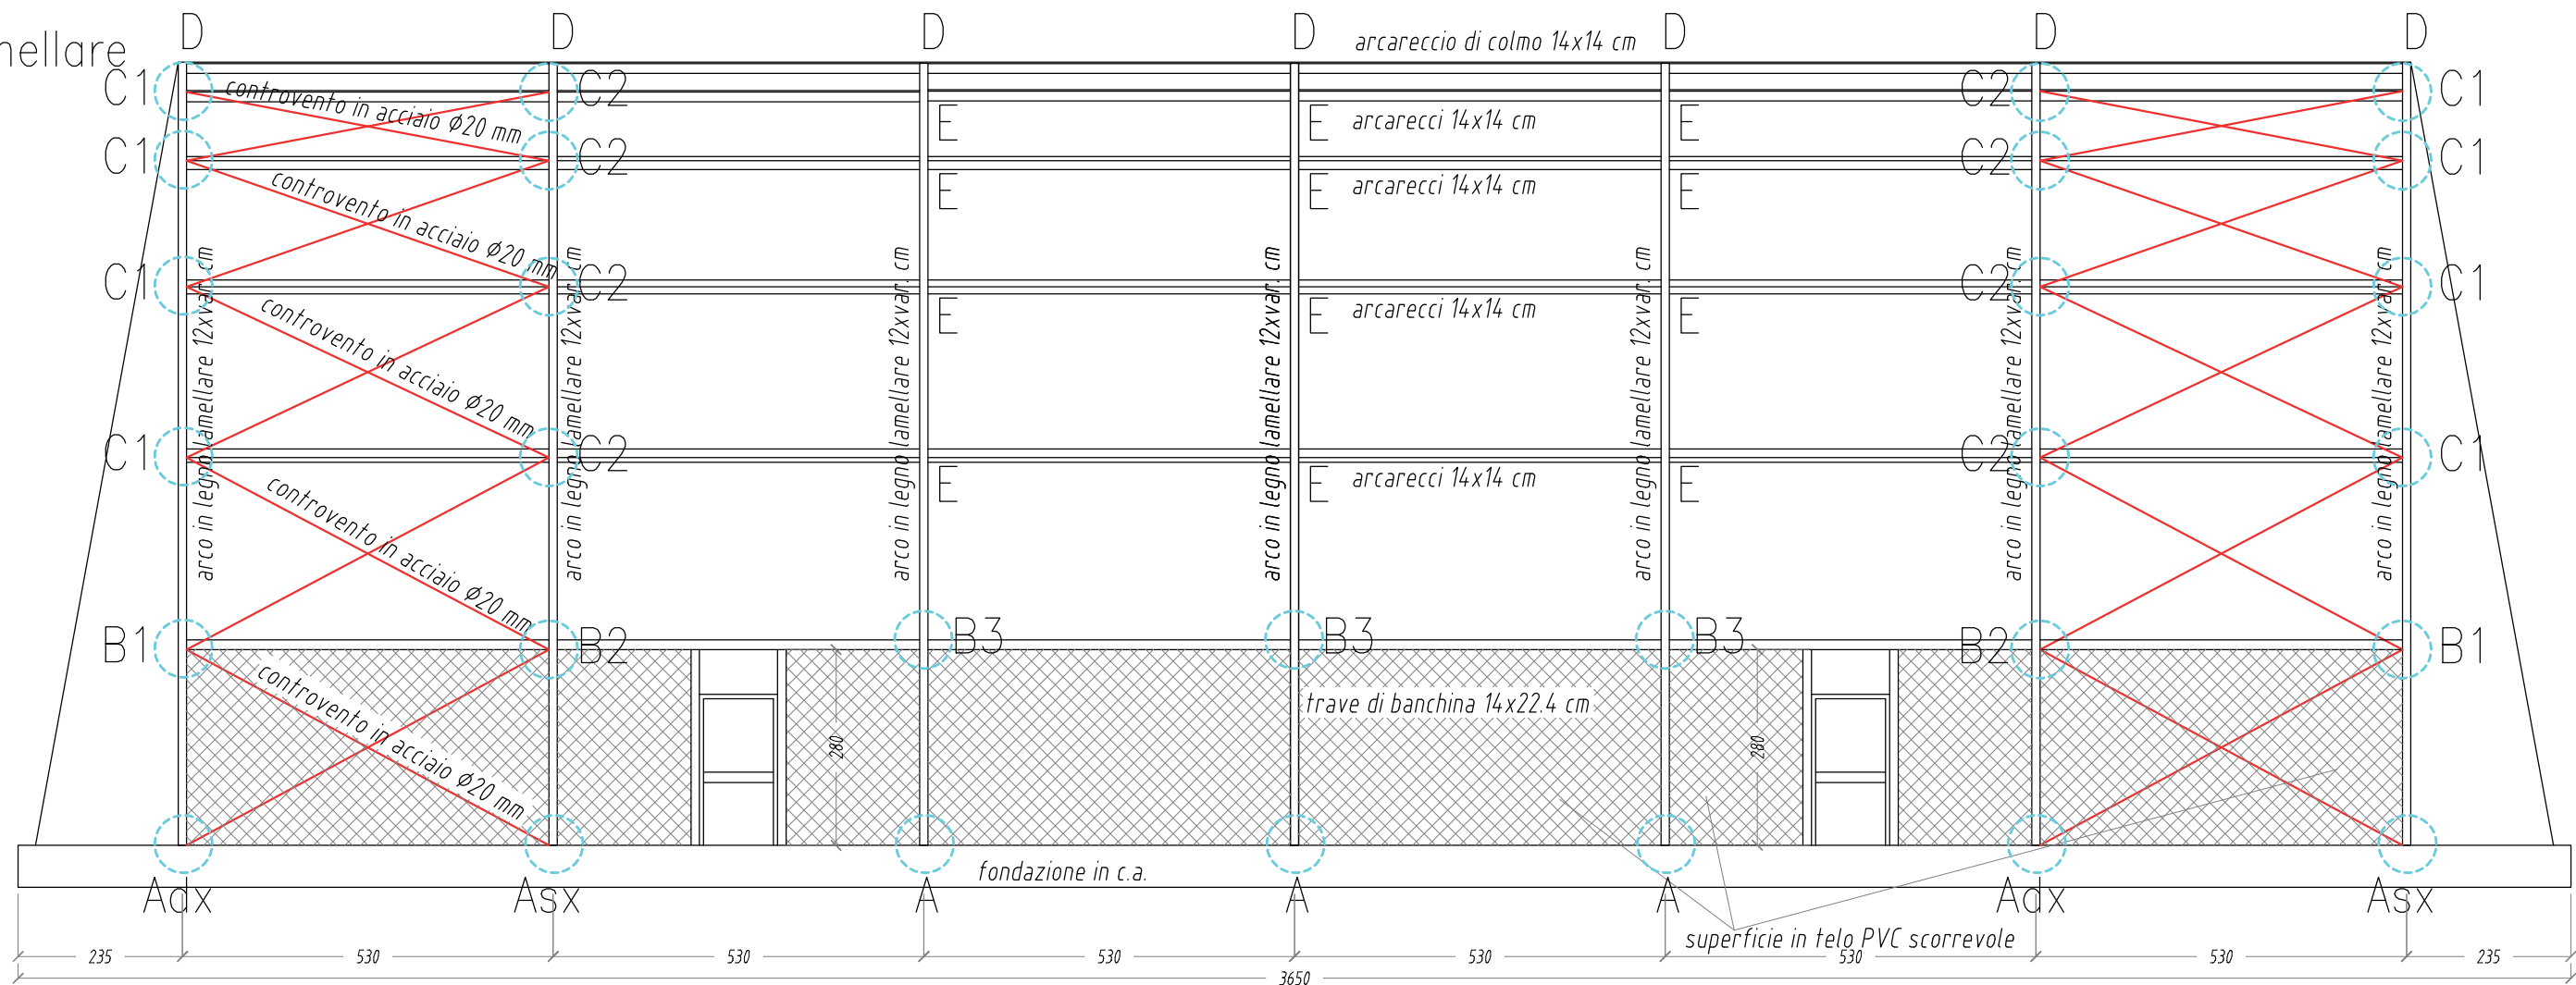 D D D D D D D
nellare
arcareccio di colmo 14x14 cm
C1 C2 C2 C1
controvento in acciaio ϕ20 mm
E E arcarecci 14x14 cm E
C1 C2 C2 C1
controvento in acciaio ϕ20 mm
E E arcarecci 14x14 cm E
C1 C2 C2 C1
controvento in acciaio ϕ20 mm
E E arcarecci 14x14 cm E
arco in legno lamellare 12xvar. cm
arco in legno lamellare 12xvar. cm
arco in legno lamellare 12xvar. cm
arco in legno lamellare 12xvar. cm
arco in legno lamellare 12xvar. cm
arco in legno lamellare 12xvar. cm
arco in legno lamellare 12xvar. cm
C1 C2 C2 C1
controvento in acciaio ϕ20 mm
E E arcarecci 14x14 cm E
B1 B2 B3 B3 B3 B2 B1
controvento in acciaio ϕ20 mm
trave di banchina 14x22.4 cm
280 280
fondazione in c.a.
Adx Asx A A A Adx Asx
superficie in telo PVC scorrevole
235 530 530 530 530 530 530 235
3650